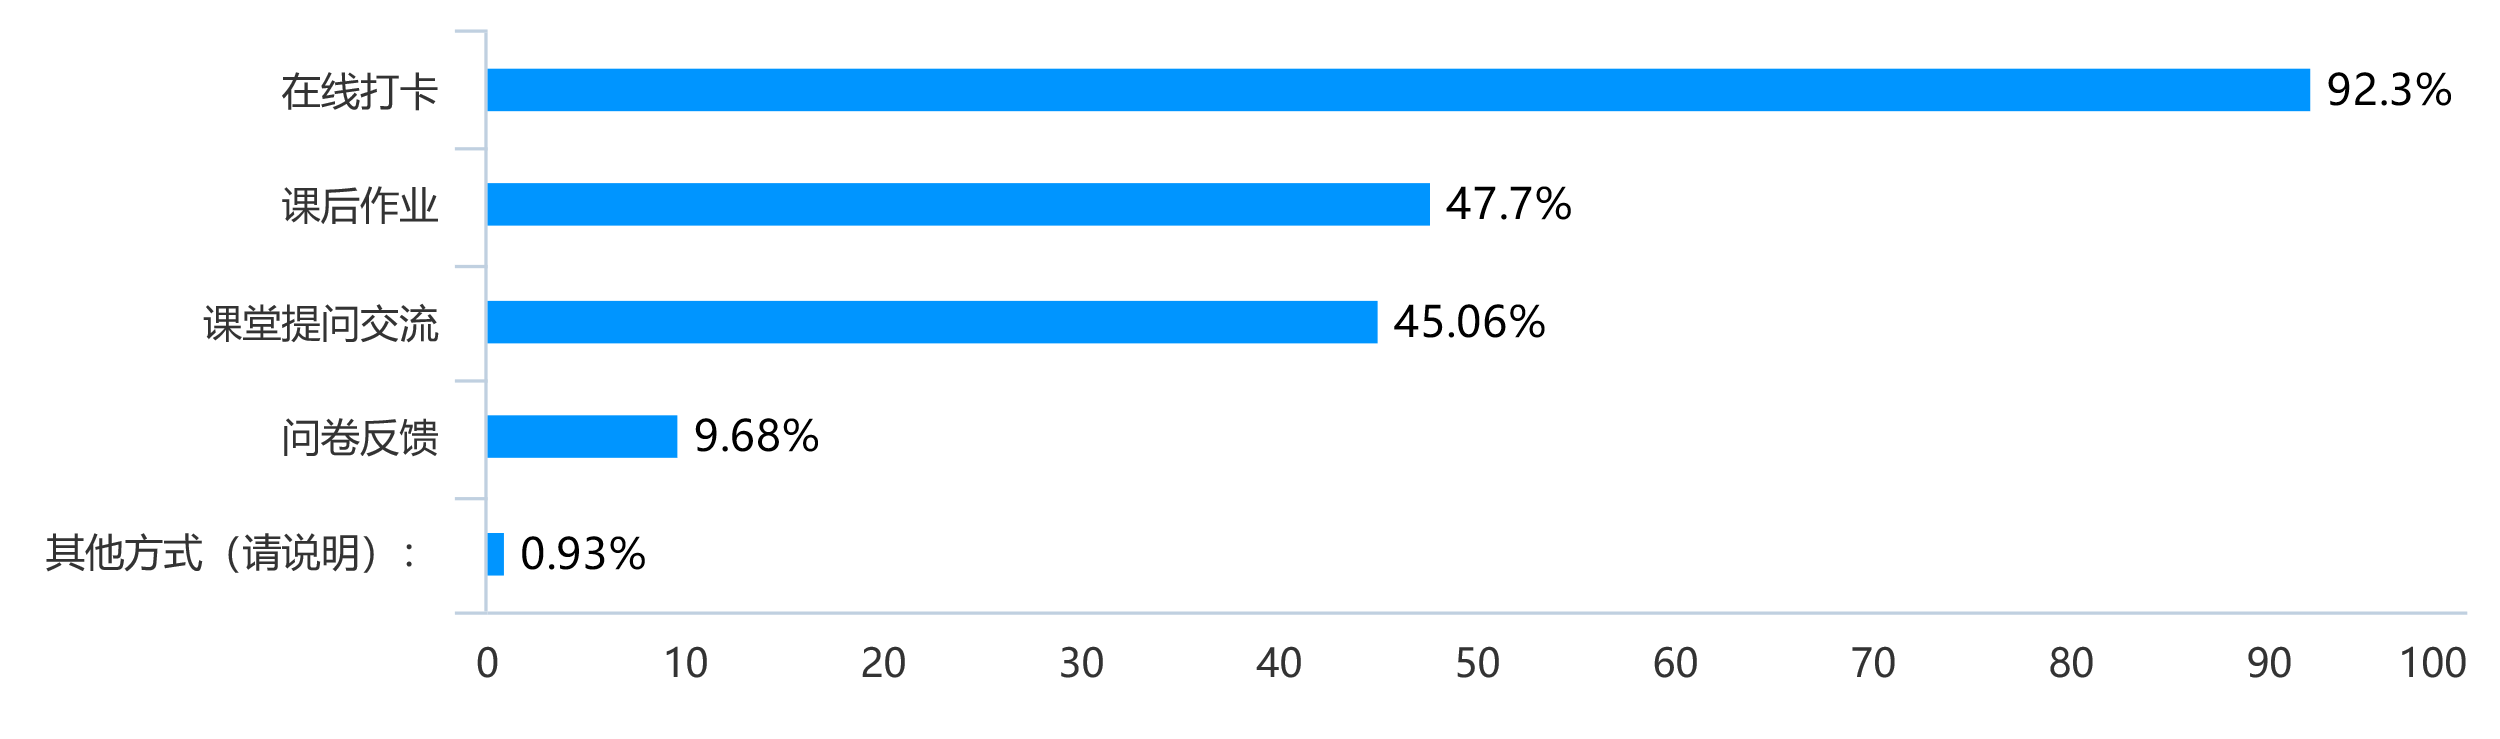 在线打卡 92.3%
课后作业 47.7%
课堂提问交流 45.06%
问卷反馈 9.68%
其他方式（请说明）： 0.93%
0 10 20 30 40 50 60 70 80 90 100